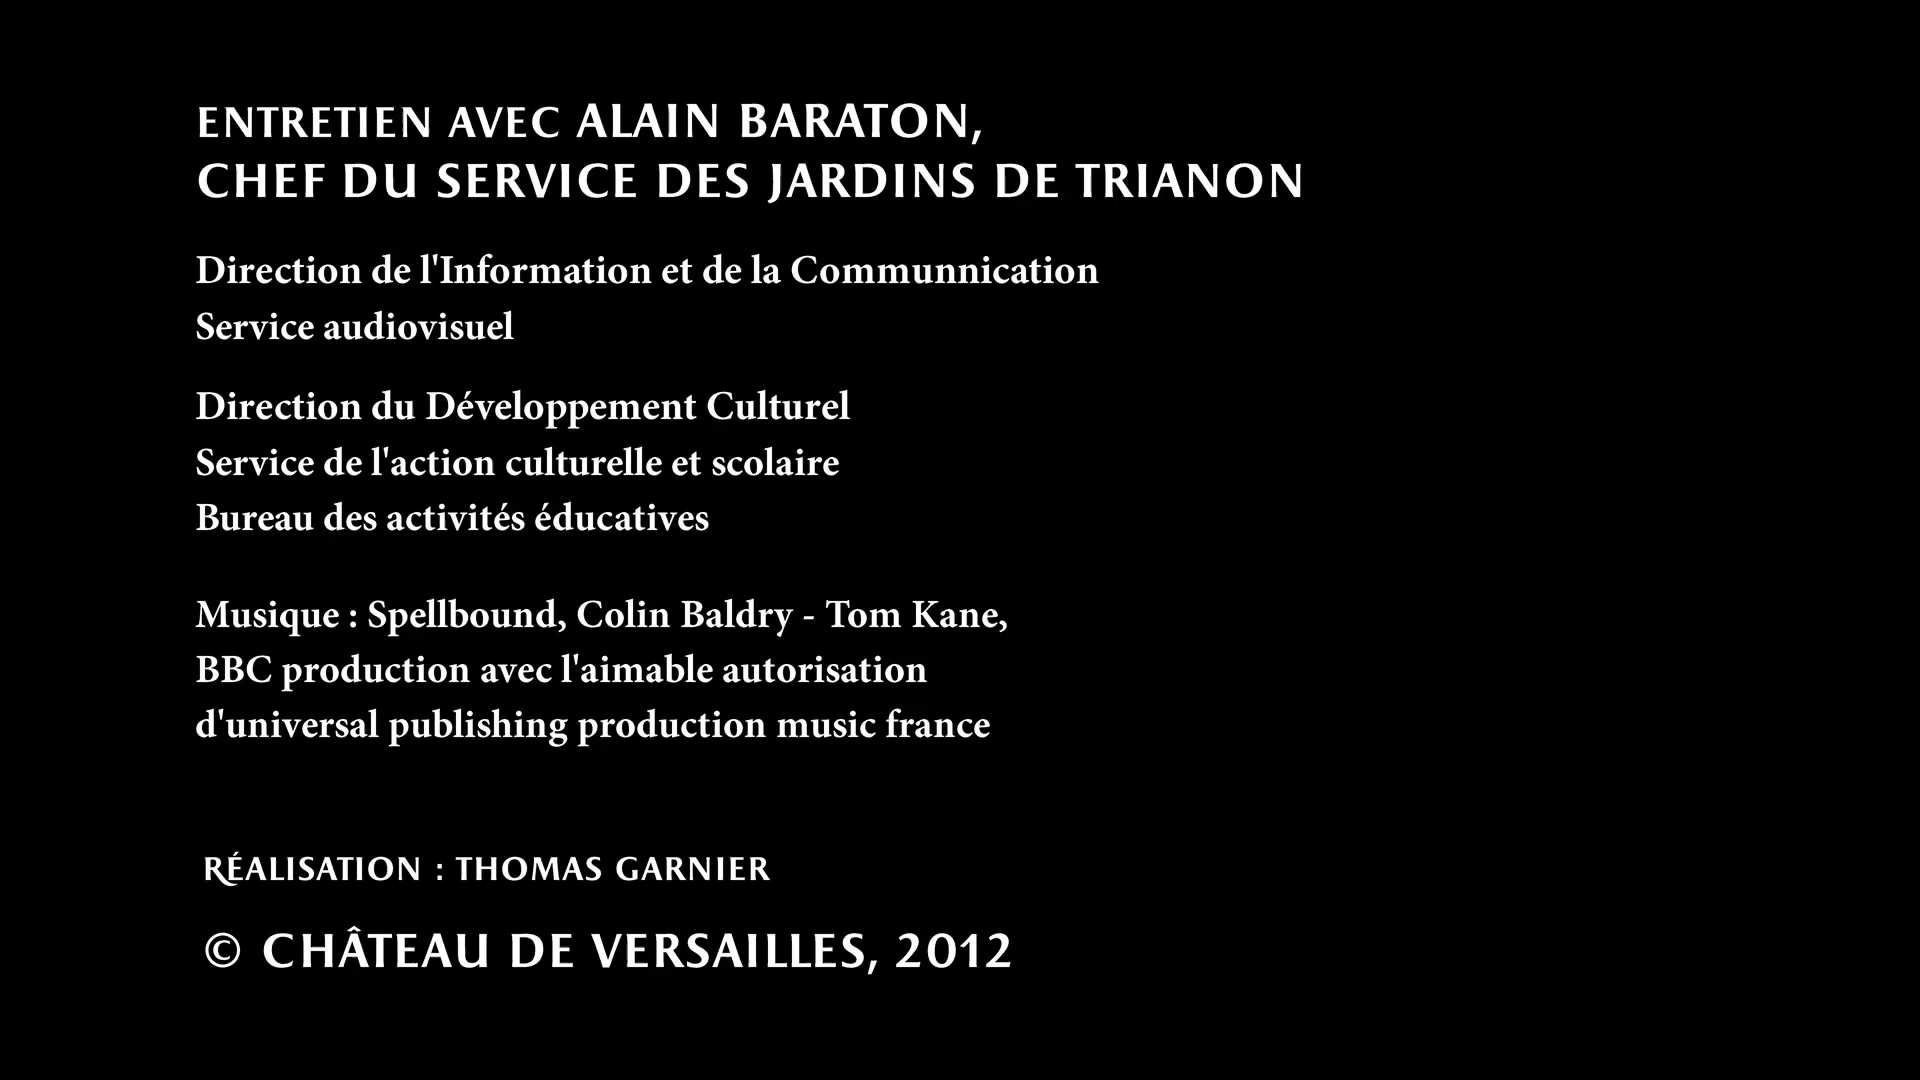 ENTRETIEN AVEC ALAIN BARATON,
CHEF DU SERVICE DES JARDINS DE TRIANON
Direction de l'Information et de la Communnication
Service audiovisuel
Direction du Développement Culturel
Service de l'action culturelle et scolaire
Bureau des activités éducatives
Musique : Spellbound, Colin Baldry - Tom Kane,
BBC production avec l'aimable autorisation
d'universal publishing production music france
RÉALISATION : THOMAS GARNIER
© CHÂTEAU DE VERSAILLES, 2012